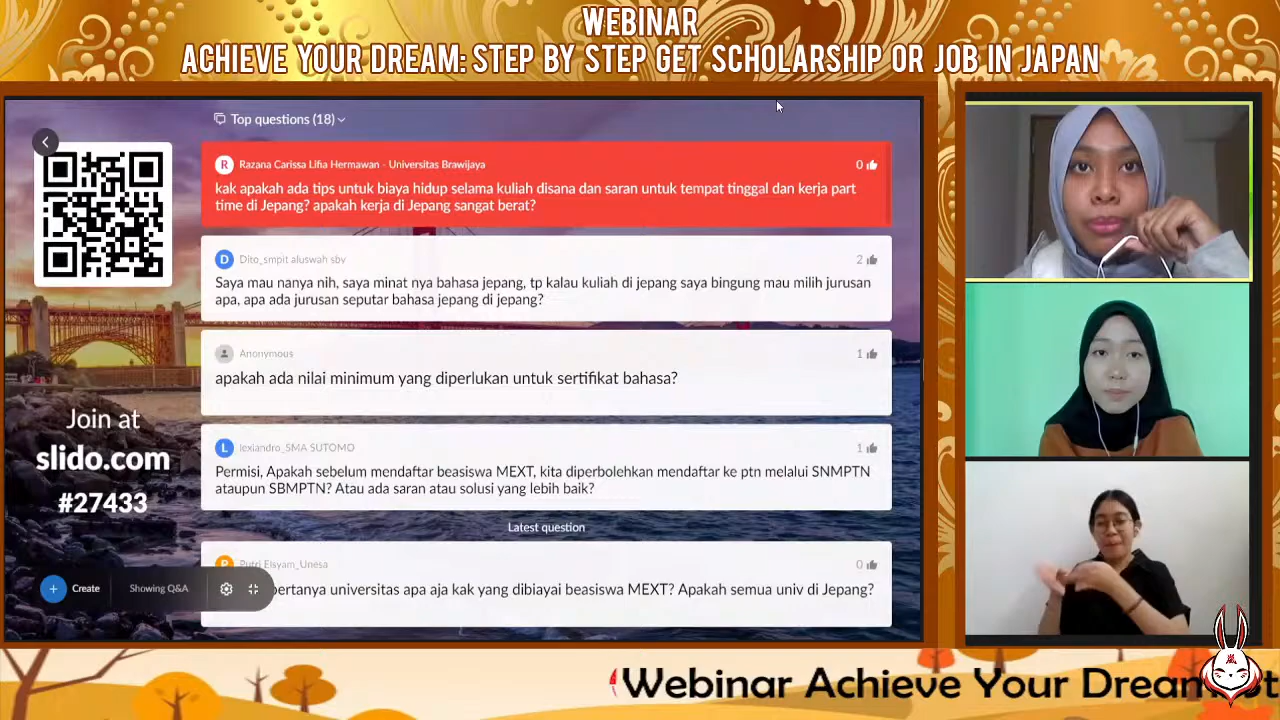 WEBINAR
ACHIEVE YOUR DREAM: STEP BY STEP GET SCHOLARSHIP OR JOB IN JAPAN
Top questions (18)
R Razana Carissa Lifia Hermawan - Universitas Brawijaya 0
kak apakah ada tips untuk biaya hidup selama kuliah disana dan saran untuk tempat tinggal dan kerja part
time di Jepang? apakah kerja di Jepang sangat berat?
D Dito_smpit aluswah sby 2
Saya mau nanya nih, saya minat nya bahasa jepang, tp kalau kuliah di jepang saya bingung mau milih jurusan
apa, apa ada jurusan seputar bahasa jepang di jepang?
Anonymous 1
apakah ada nilai minimum yang diperlukan untuk sertifikat bahasa?
L lexiandro_SMA SUTOMO 1
Permisi, Apakah sebelum mendaftar beasiswa MEXT, kita diperbolehkan mendaftar ke ptn melalui SNMPTN
ataupun SBMPTN? Atau ada saran atau solusi yang lebih baik?
Latest question
P Putri Elsyam_Unesa 0
bertanya universitas apa aja kak yang dibiayai beasiswa MEXT? Apakah semua univ di Jepang?
Join at
slido.com
#27433
+ Create
Showing Q&A
Webinar Achieve Your Dream